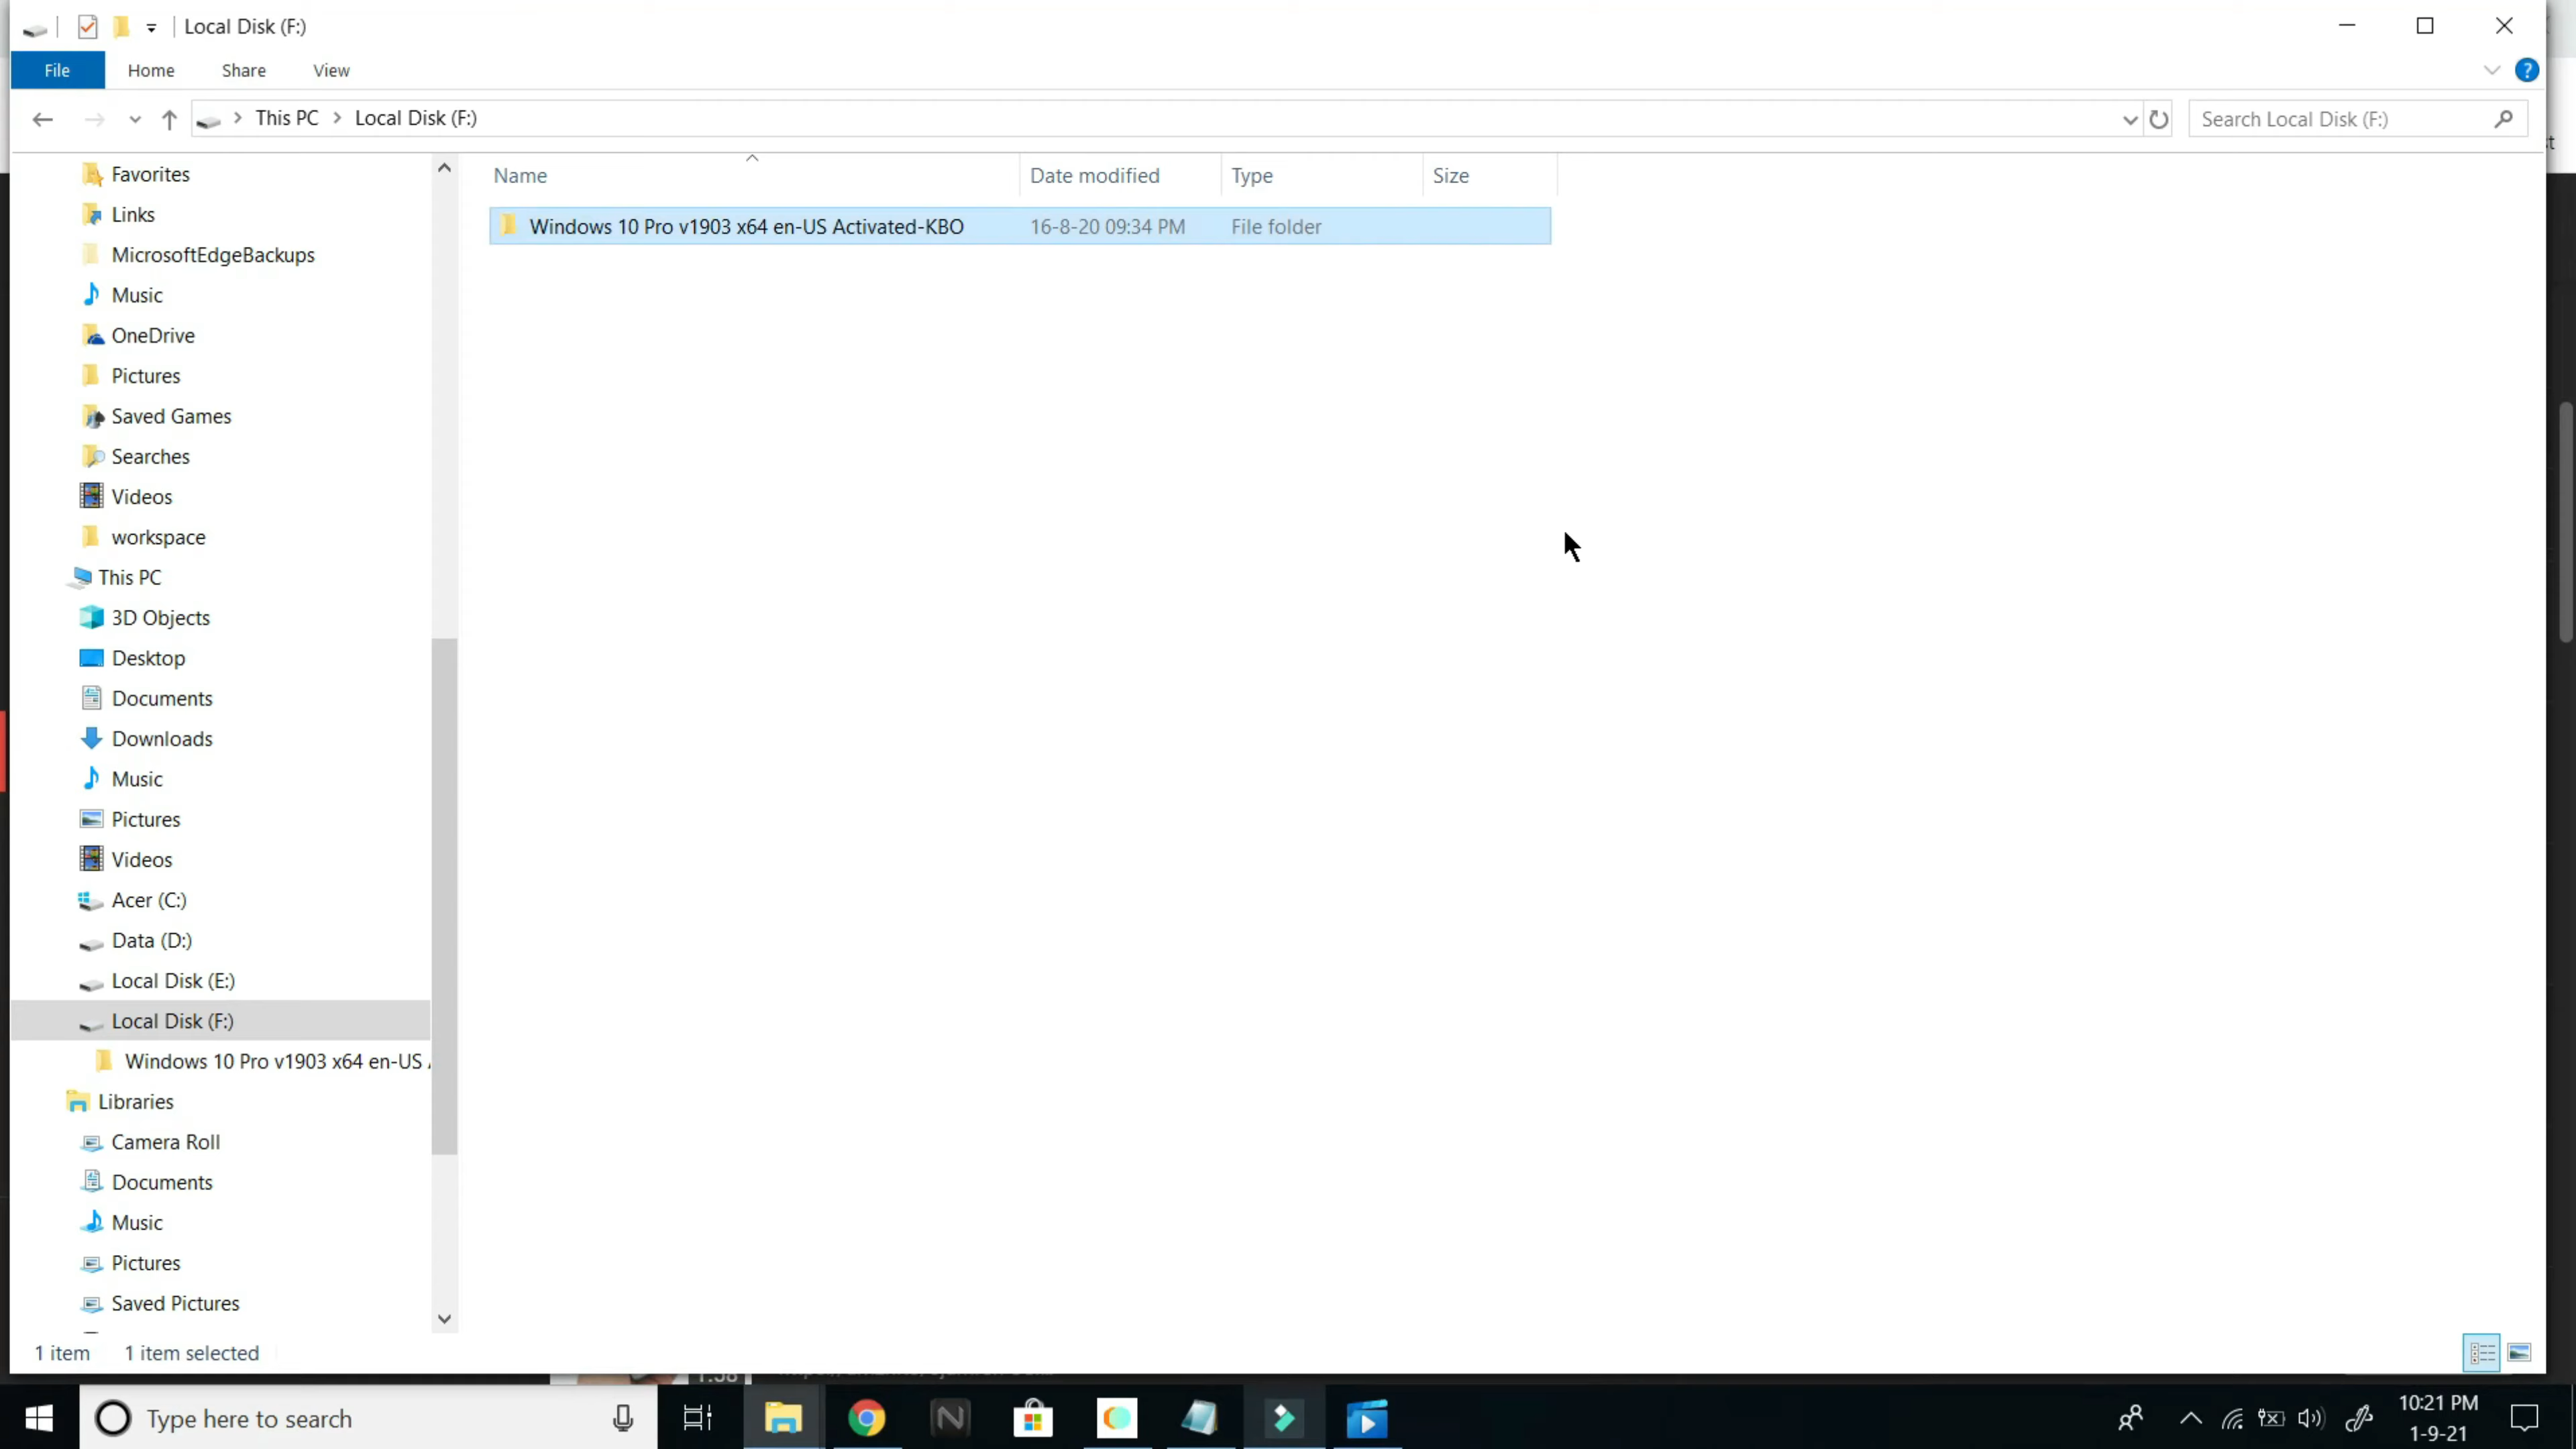 Local Disk (F:)
File Home Share View
This PC Local Disk (F:) Search Local Disk (F:)
Name Date modified Type Size
Windows 10 Pro v1903 x64 en-US Activated-KBO 16-8-20 09:34 PM File folder
Favorites
Links
MicrosoftEdgeBackups
Music
OneDrive
Pictures
Saved Games
Searches
Videos
workspace
This PC
3D Objects
Desktop
Documents
Downloads
Music
Pictures
Videos
Acer (C:)
Data (D:)
Local Disk (E:)
Local Disk (F:)
Windows 10 Pro v1903 x64 en-US
Libraries
Camera Roll
Documents
Music
Pictures
Saved Pictures
1 item 1 item selected
Type here to search
10:21 PM
1-9-21